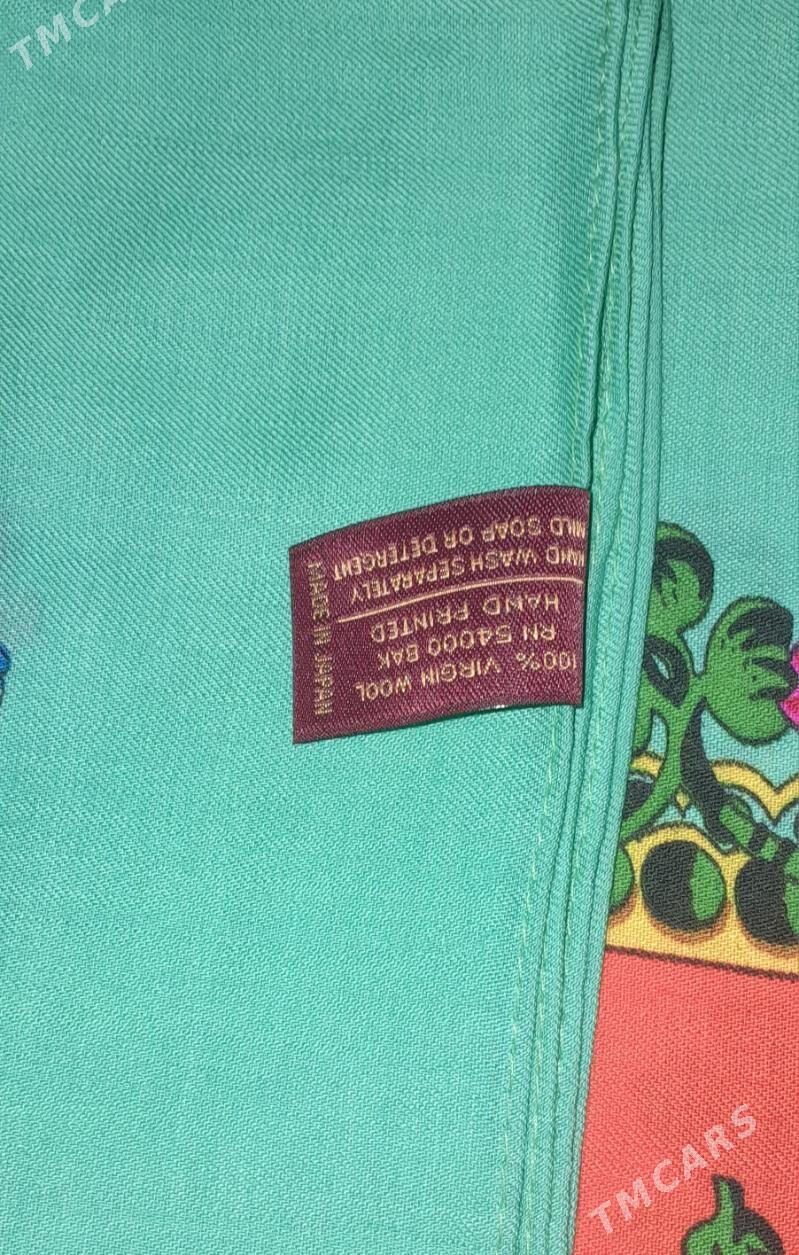 TMCARS
100% VIRGIN WOOL
RN 54000 BAK
HAND PRINTED
HAND WASH SEPARATELY
MILD SOAP OR DETERGENT
MADE IN JAPAN
TMCARS